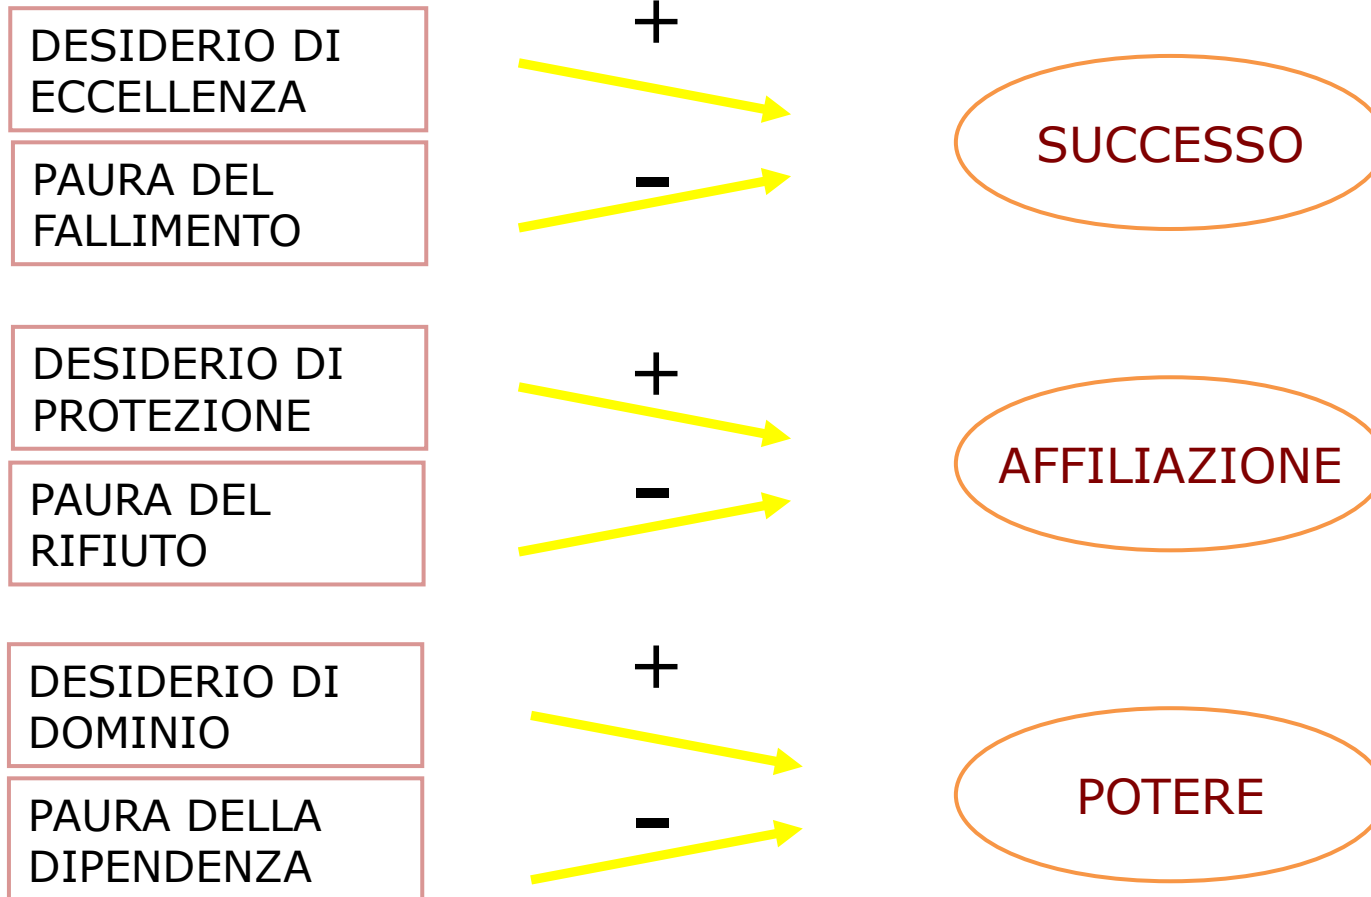 DESIDERIO DI
ECCELLENZA
+
SUCCESSO
PAURA DEL
FALLIMENTO
-
DESIDERIO DI
PROTEZIONE
+
AFFILIAZIONE
PAURA DEL
RIFIUTO
-
DESIDERIO DI
DOMINIO
+
POTERE
PAURA DELLA
DIPENDENZA
-